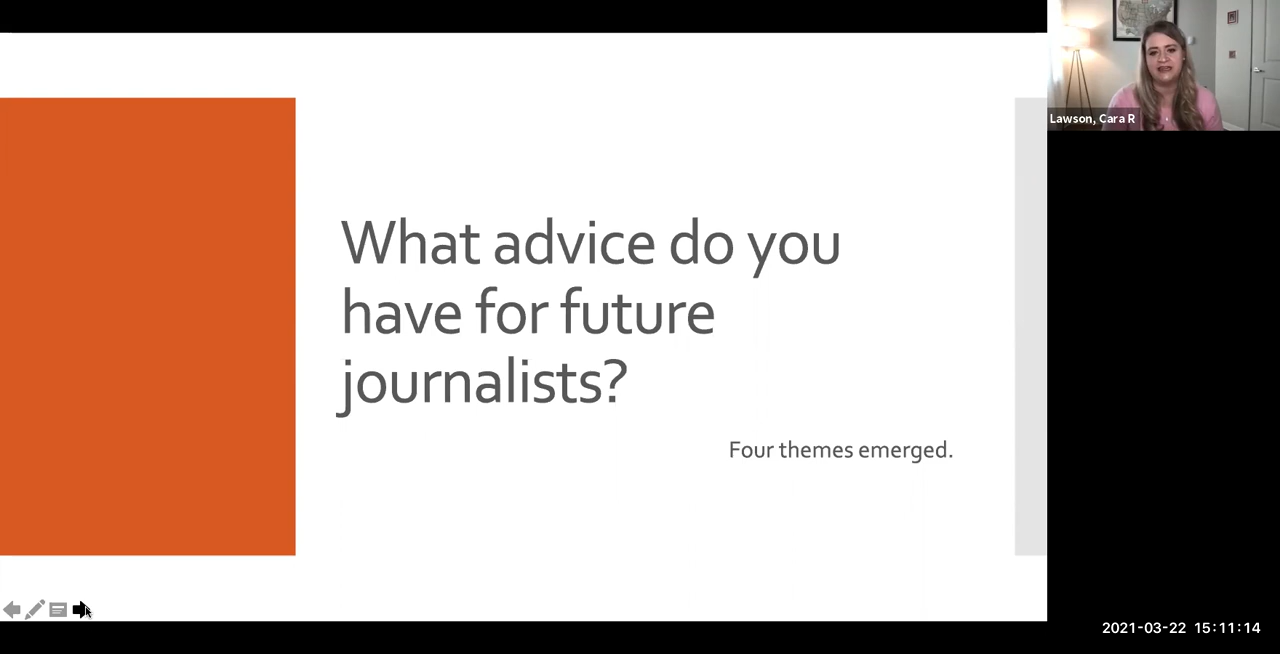 What advice do you
have for future
journalists?
Four themes emerged.
Lawson, Cara R
2021-03-22 15:11:14